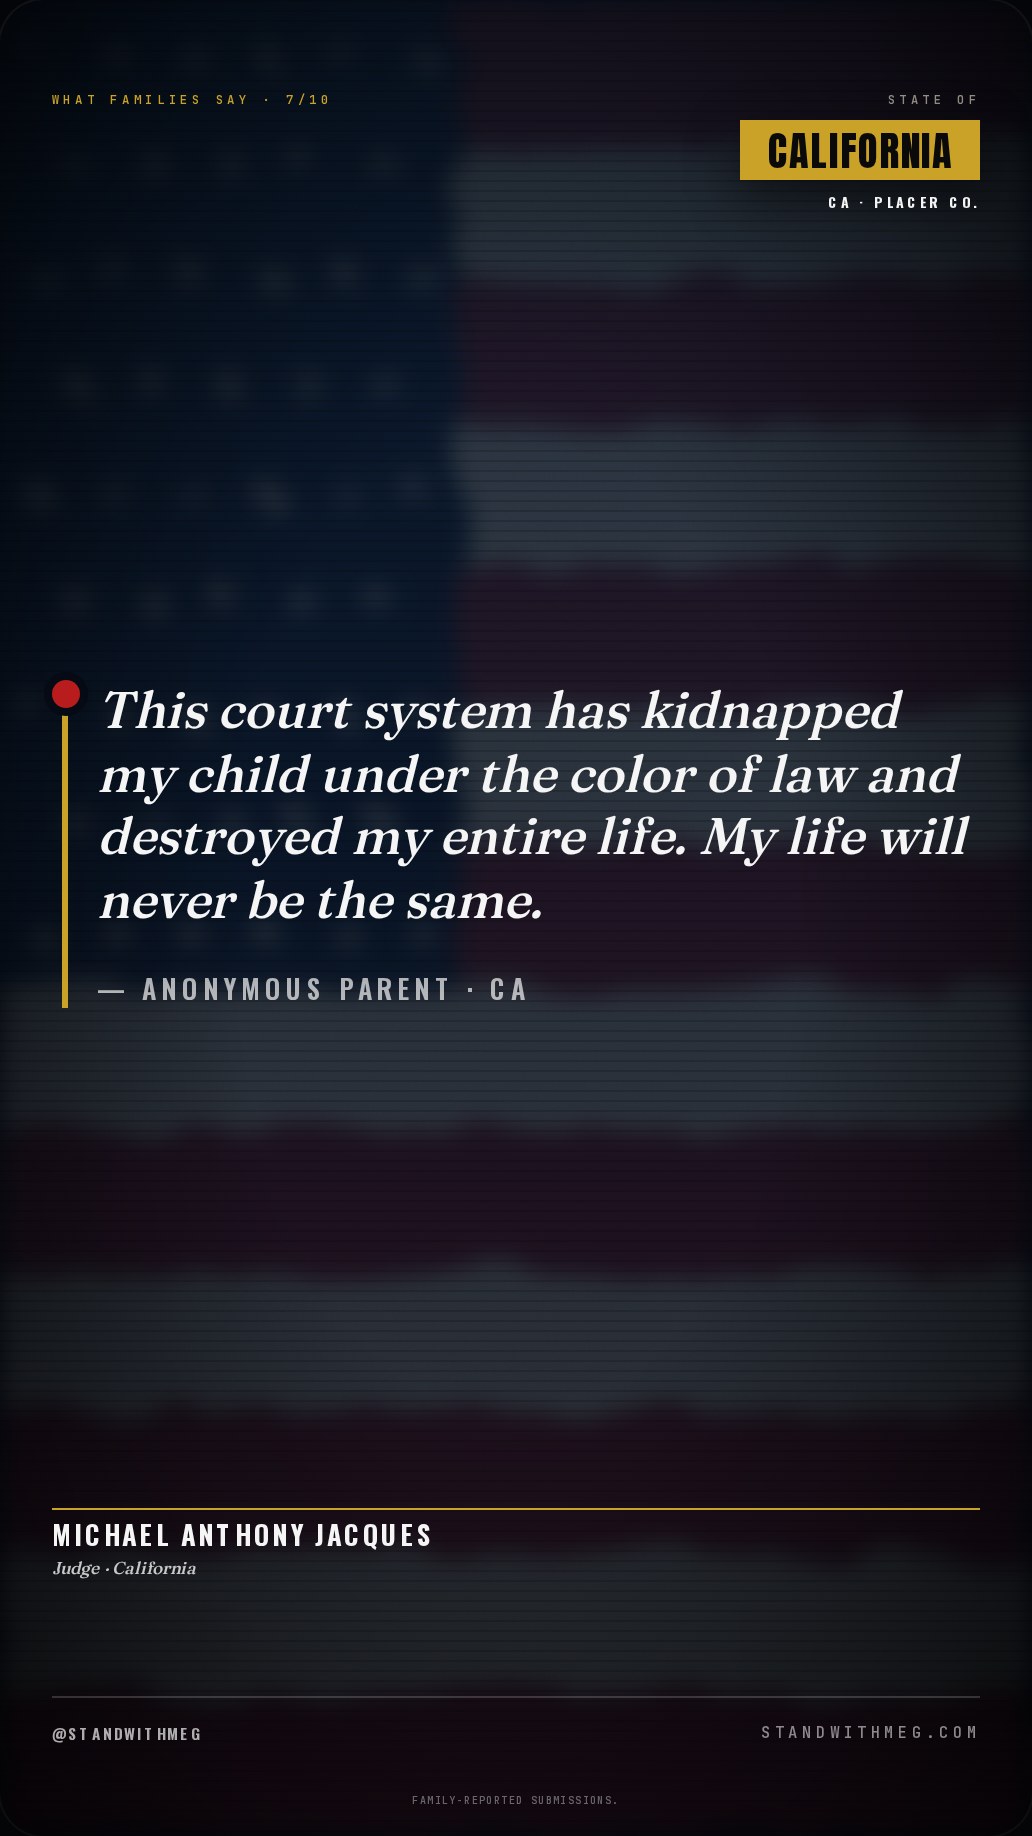 WHAT FAMILIES SAY · 7/10
STATE OF
CALIFORNIA
CA · PLACER CO.
This court system has kidnapped
my child under the color of law and
destroyed my entire life. My life will
never be the same.
— ANONYMOUS PARENT · CA
MICHAEL ANTHONY JACQUES
Judge · California
@STANDWITHMEG
STANDWITHMEG.COM
FAMILY-REPORTED SUBMISSIONS.